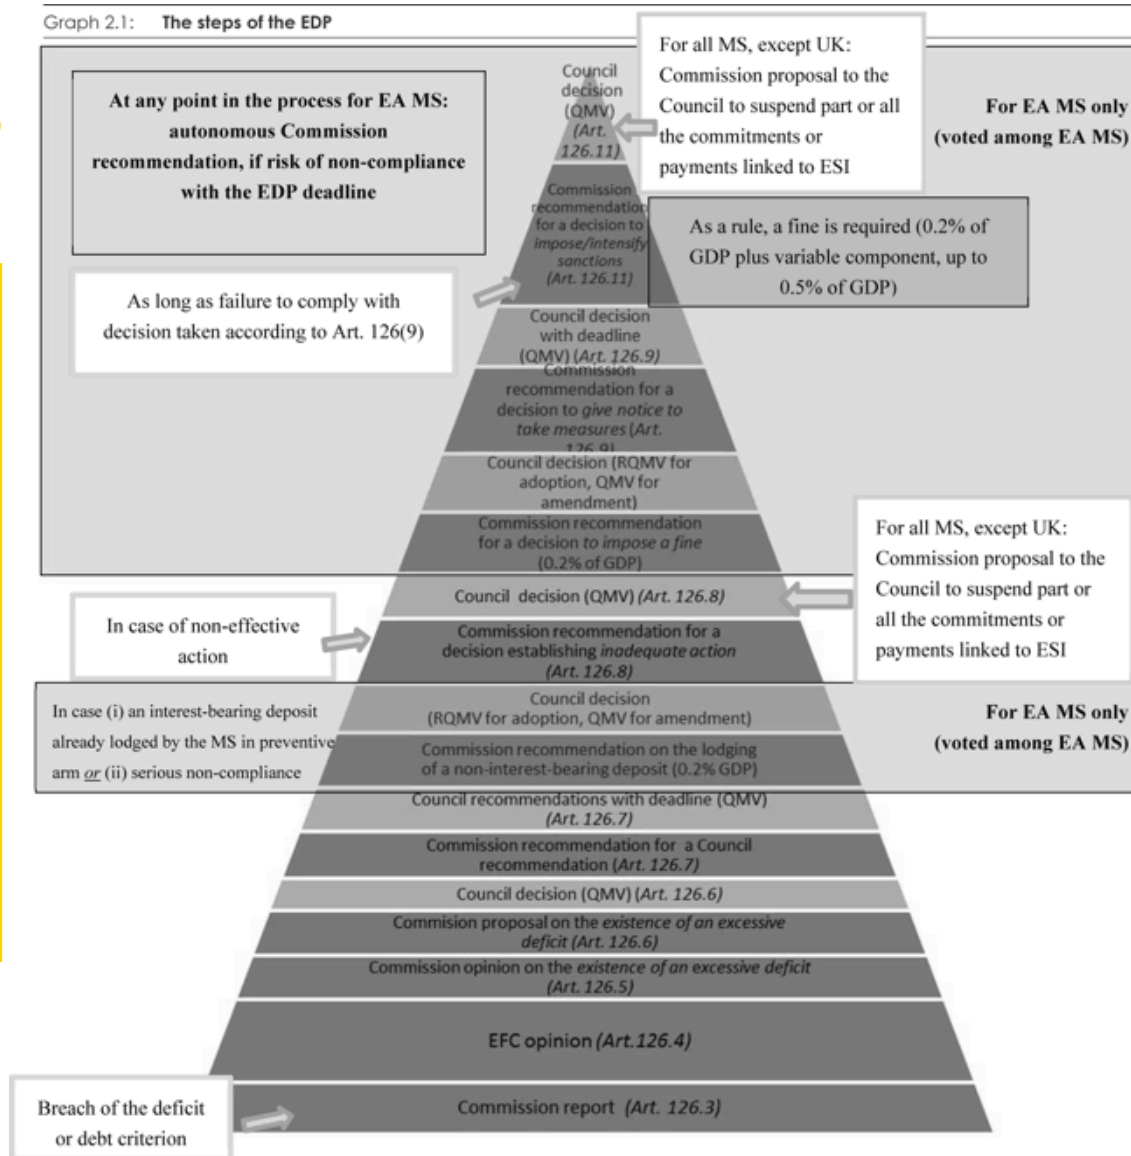 Graph 2.1: The steps of the EDP
At any point in the process for EA MS:
autonomous Commission
recommendation, if risk of non-compliance
with the EDP deadline
Council
decision
(QMV)
(Art.
126.11)
For all MS, except UK:
Commission proposal to the
Council to suspend part or all
the commitments or
payments linked to ESI
For EA MS only
(voted among EA MS)
Commission
recommendation
for a decision to
impose/intensify
sanctions
(Art. 126.11)
As a rule, a fine is required (0.2% of
GDP plus variable component, up to
0.5% of GDP)
As long as failure to comply with
decision taken according to Art. 126(9)
Council decision
with deadline
(QMV) (Art. 126.9)
Commission
recommendation for a
decision to give notice to
take measures (Art.
126.9)
Council decision (RQMV for
adoption, QMV for
amendment)
Commission recommendation
for a decision to impose a fine
(0.2% of GDP)
For all MS, except UK:
Commission proposal to the
Council to suspend part or
all the commitments or
payments linked to ESI
Council decision (QMV) (Art. 126.8)
In case of non-effective
action
Commission recommendation for a
decision establishing inadequate action
(Art. 126.8)
In case (i) an interest-bearing deposit
already lodged by the MS in preventive
arm or (ii) serious non-compliance
Council decision
(RQMV for adoption, QMV for amendment)
For EA MS only
(voted among EA MS)
Commission recommendation on the lodging
of a non-interest-bearing deposit (0.2% GDP)
Council recommendations with deadline (QMV)
(Art. 126.7)
Commission recommendation for a Council
recommendation (Art. 126.7)
Council decision (QMV) (Art. 126.6)
Commision proposal on the existence of an excessive
deficit (Art. 126.6)
Commission opinion on the existence of an excessive deficit
(Art. 126.5)
EFC opinion (Art.126.4)
Breach of the deficit
or debt criterion
Commission report (Art. 126.3)